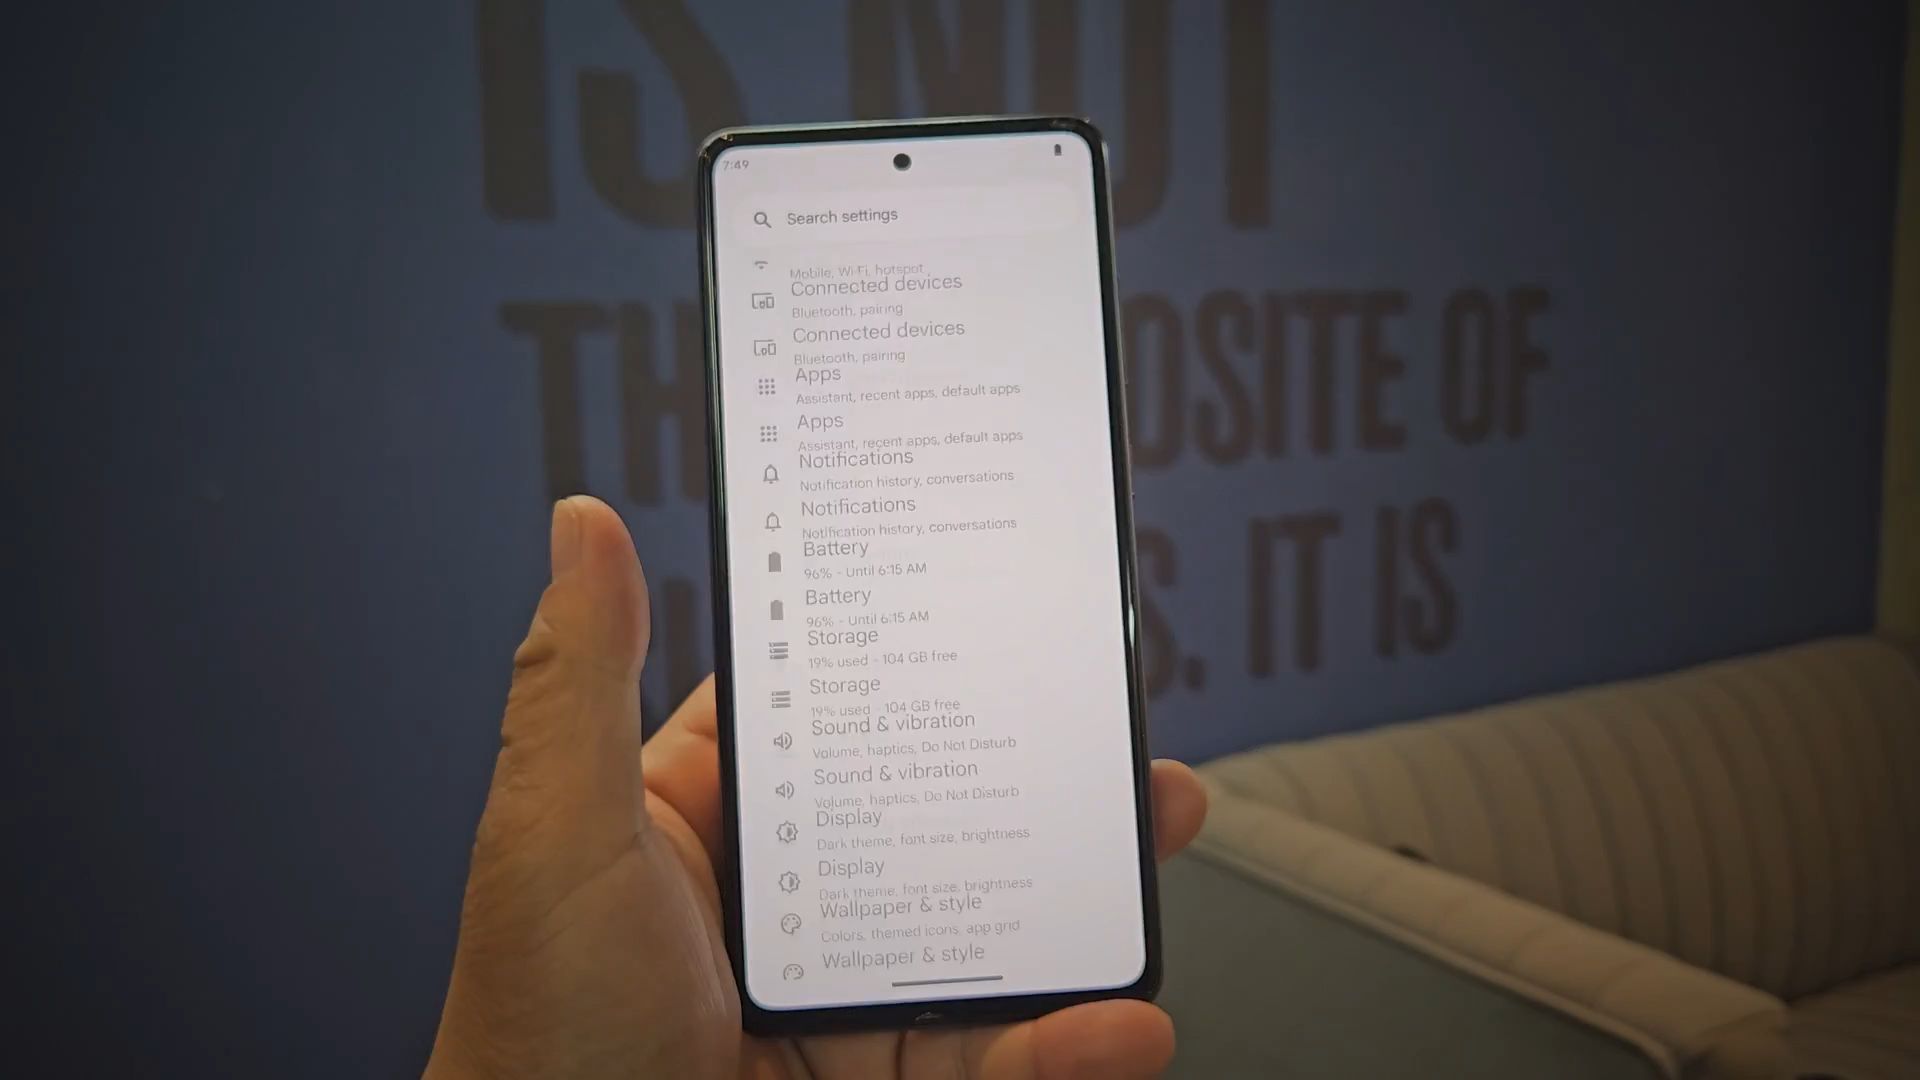 IS NOT
OSITE OF
S. IT IS
7:49
Search settings
Mobile, Wi-Fi, hotspot
Connected devices
Bluetooth, pairing
Connected devices
Bluetooth, pairing
Apps
Assistant, recent apps, default apps
Apps
Assistant, recent apps, default apps
Notifications
Notification history, conversations
Notifications
Notification history, conversations
Battery
96% - Until 6:15 AM
Battery
96% - Until 6:15 AM
Storage
19% used - 104 GB free
Storage
19% used - 104 GB free
Sound & vibration
Volume, haptics, Do Not Disturb
Sound & vibration
Volume, haptics, Do Not Disturb
Display
Dark theme, font size, brightness
Display
Dark theme, font size, brightness
Wallpaper & style
Colors, themed icons, app grid
Wallpaper & style